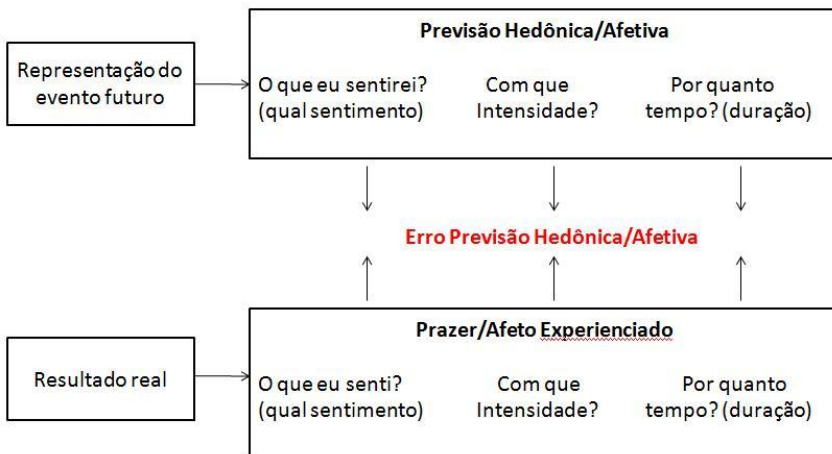 Previsão Hedônica/Afetiva
Representação do
evento futuro
O que eu sentirei?
(qual sentimento)
Com que
Intensidade?
Por quanto
tempo? (duração)
Erro Previsão Hedônica/Afetiva
Prazer/Afeto Experienciado
Resultado real
O que eu senti?
(qual sentimento)
Com que
Intensidade?
Por quanto
tempo? (duração)